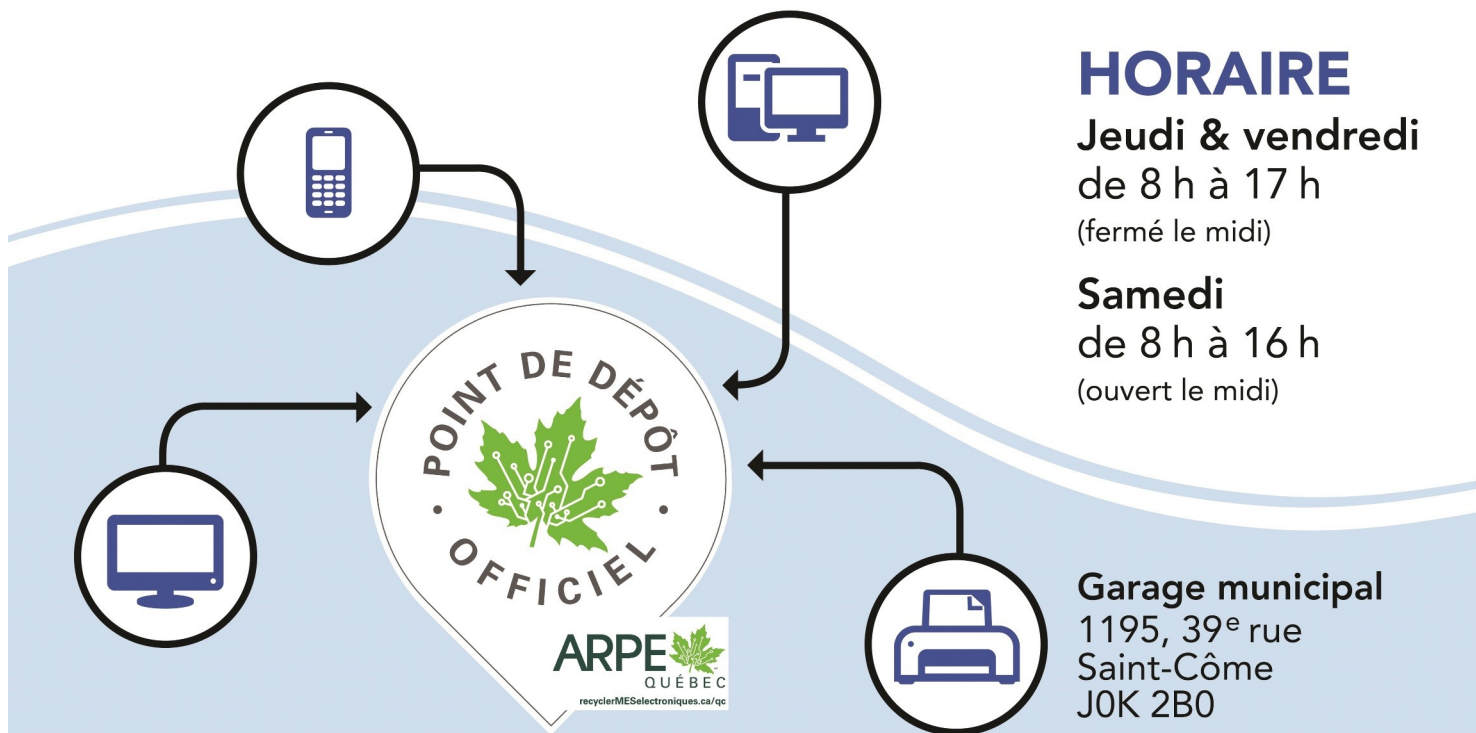 HORAIRE
Jeudi & vendredi
de 8 h à 17 h
(fermé le midi)
Samedi
de 8 h à 16 h
(ouvert le midi)
POINT DE DÉPÔT
OFFICIEL
ARPE
QUÉBEC
recyclerMESelectroniques.ca/qc
Garage municipal
1195, 39e rue
Saint-Côme
J0K 2B0